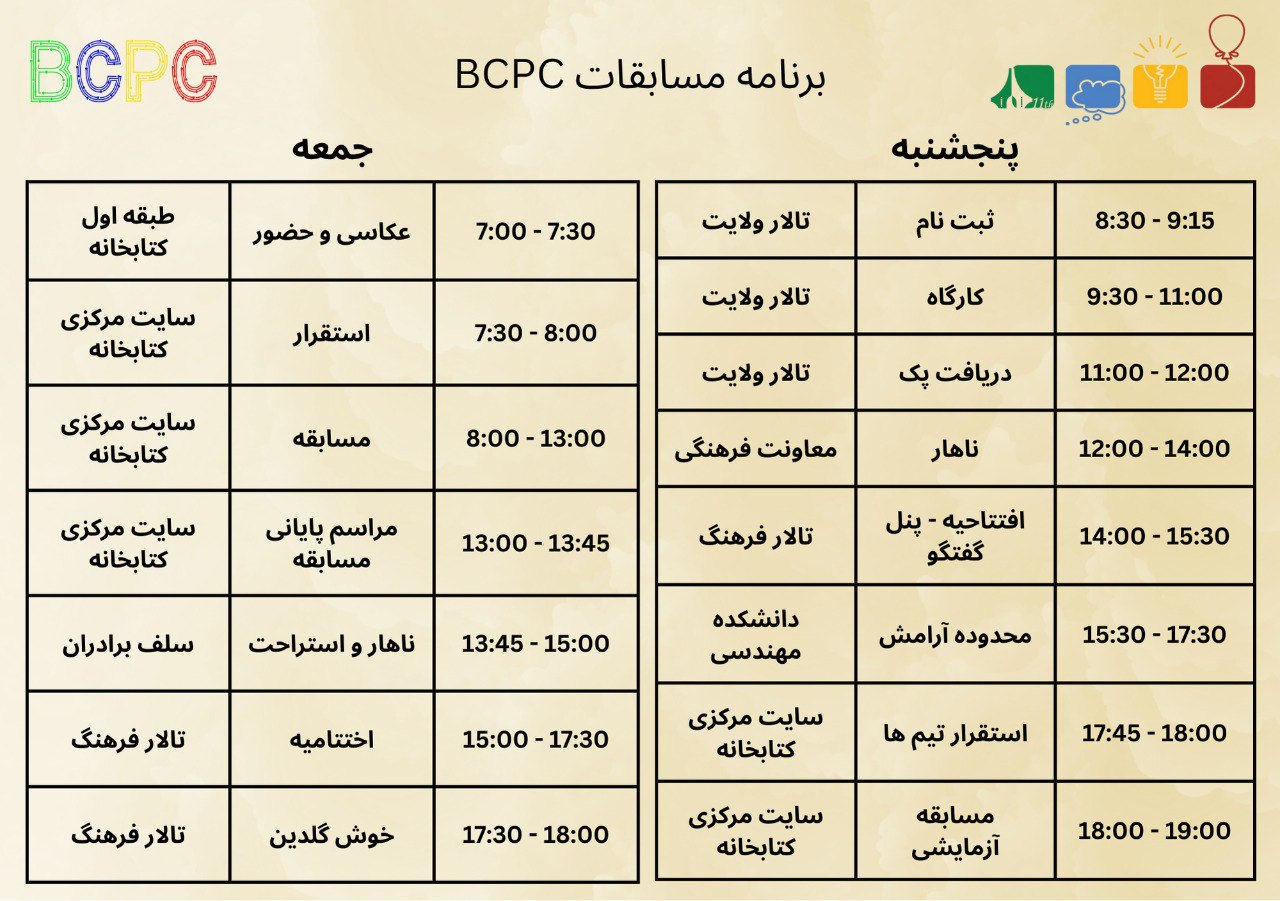 BCPC
برنامه مسابقات BCPC
11th
پنجشنبه
8:30 - 9:15
ثبت نام
تالار ولایت
9:30 - 11:00
کارگاه
تالار ولایت
11:00 - 12:00
دریافت پک
تالار ولایت
12:00 - 14:00
ناهار
معاونت فرهنگی
14:00 - 15:30
افتتاحیه - پنل
گفتگو
تالار فرهنگ
15:30 - 17:30
محدوده آرامش
دانشکده
مهندسی
17:45 - 18:00
استقرار تیم ها
سایت مرکزی
کتابخانه
18:00 - 19:00
مسابقه
آزمایشی
سایت مرکزی
کتابخانه
جمعه
7:00 - 7:30
عکاسی و حضور
طبقه اول
کتابخانه
7:30 - 8:00
استقرار
سایت مرکزی
کتابخانه
8:00 - 13:00
مسابقه
سایت مرکزی
کتابخانه
13:00 - 13:45
مراسم پایانی
مسابقه
سایت مرکزی
کتابخانه
13:45 - 15:00
ناهار و استراحت
سلف برادران
15:00 - 17:30
اختتامیه
تالار فرهنگ
17:30 - 18:00
خوش گلدین
تالار فرهنگ